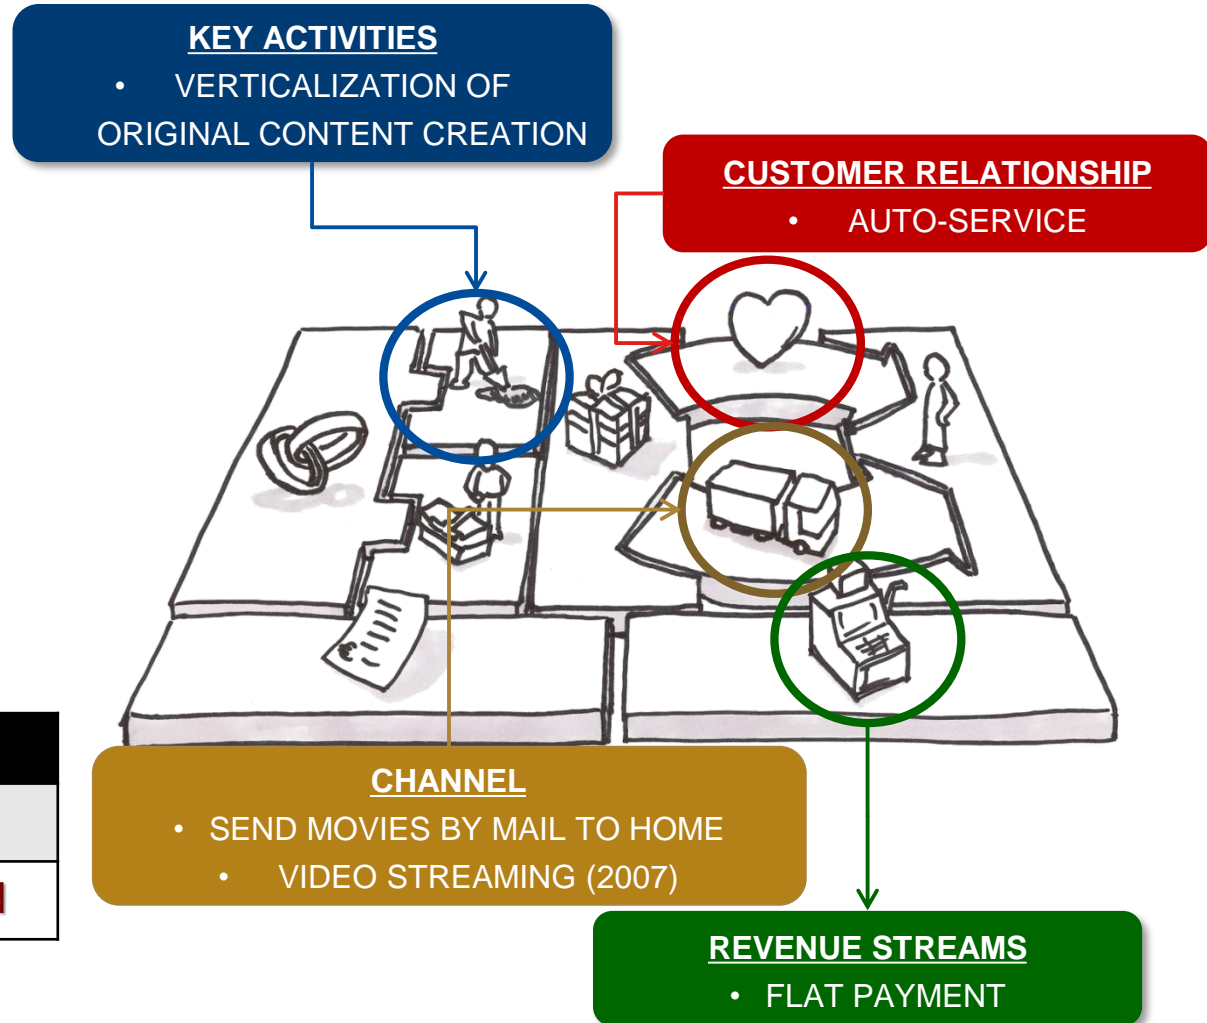 KEY ACTIVITIES
• VERTICALIZATION OF
ORIGINAL CONTENT CREATION
CUSTOMER RELATIONSHIP
• AUTO-SERVICE
CHANNEL
• SEND MOVIES BY MAIL TO HOME
• VIDEO STREAMING (2007)
REVENUE STREAMS
• FLAT PAYMENT